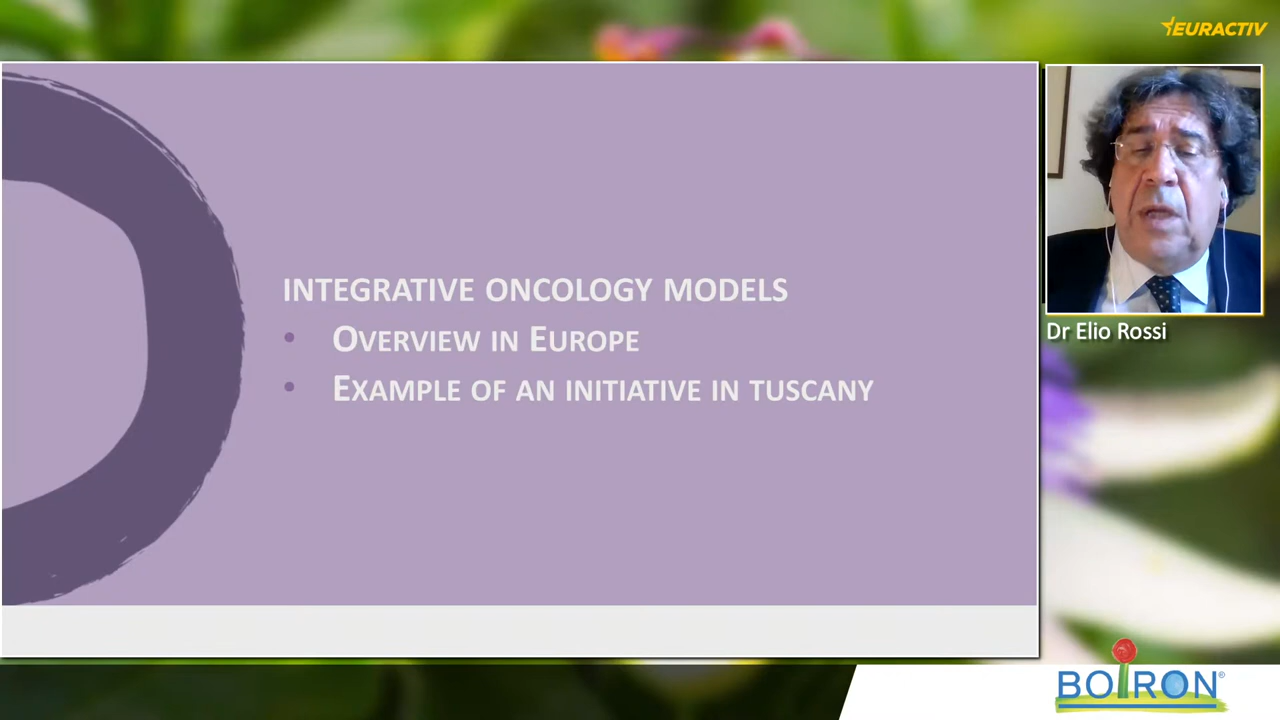 EURACTIV
INTEGRATIVE ONCOLOGY MODELS
• OVERVIEW IN EUROPE
• EXAMPLE OF AN INITIATIVE IN TUSCANY
Dr Elio Rossi
BOIRON®